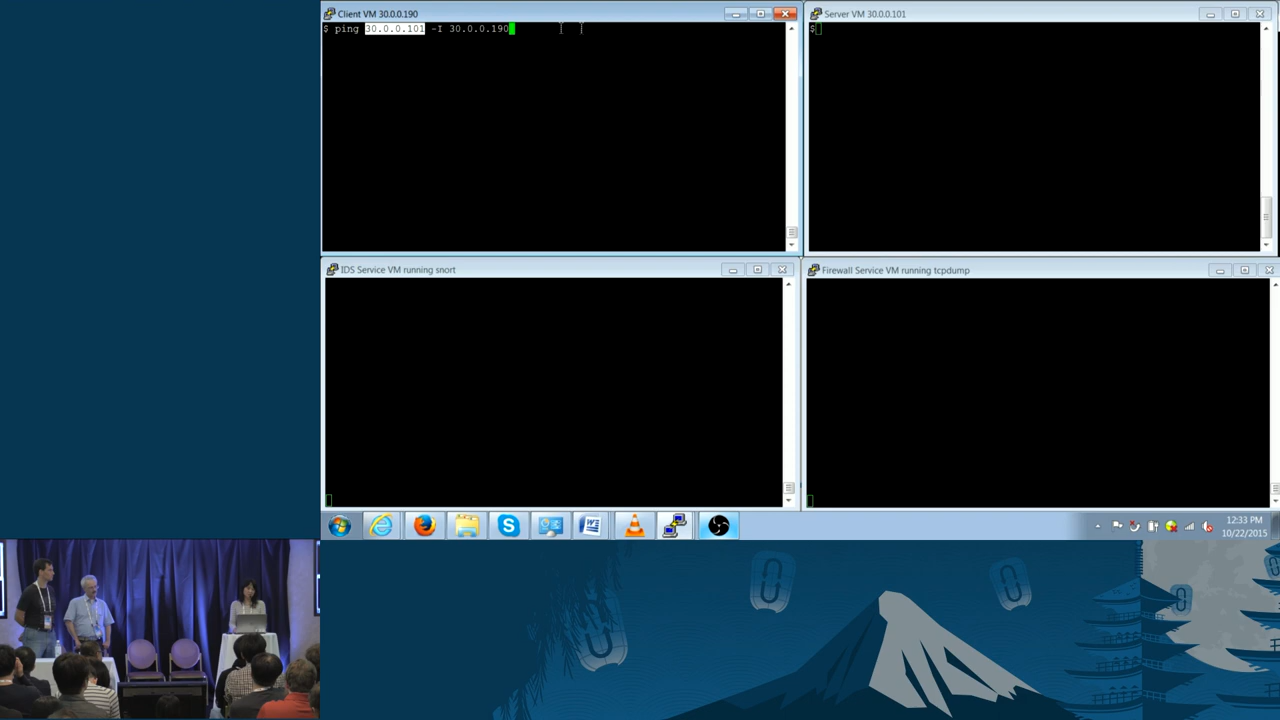 Client VM 30.0.0.190
$ ping 30.0.0.101 -I 30.0.0.190
Server VM 30.0.0.101
$
IDS Service VM running snort
Firewall Service VM running tcpdump
12:33 PM
10/22/2015